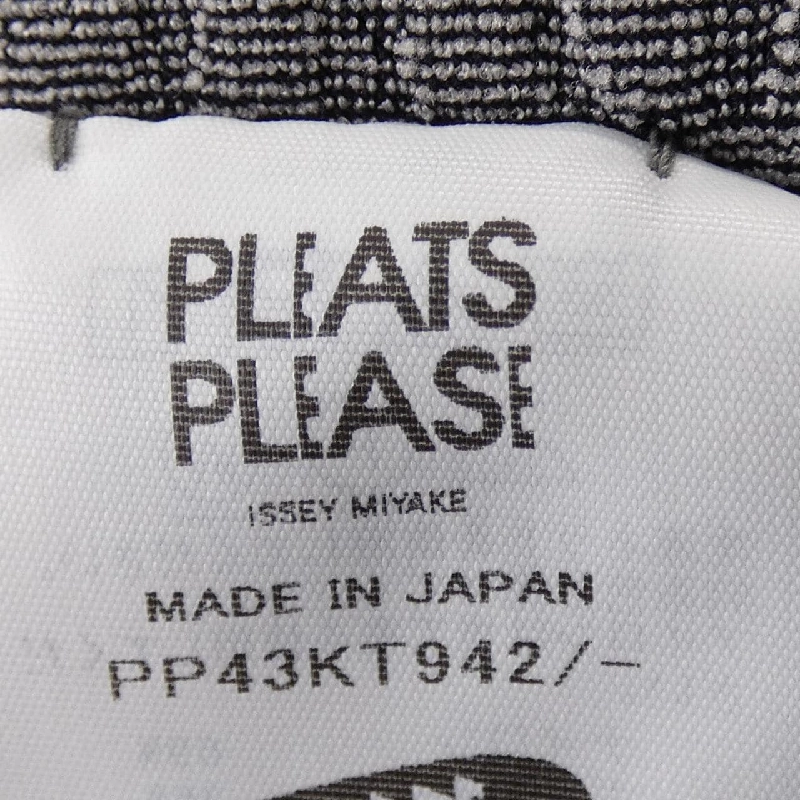 PLEATS
PLEASE
ISSEY MIYAKE
MADE IN JAPAN
PP43KT942/-